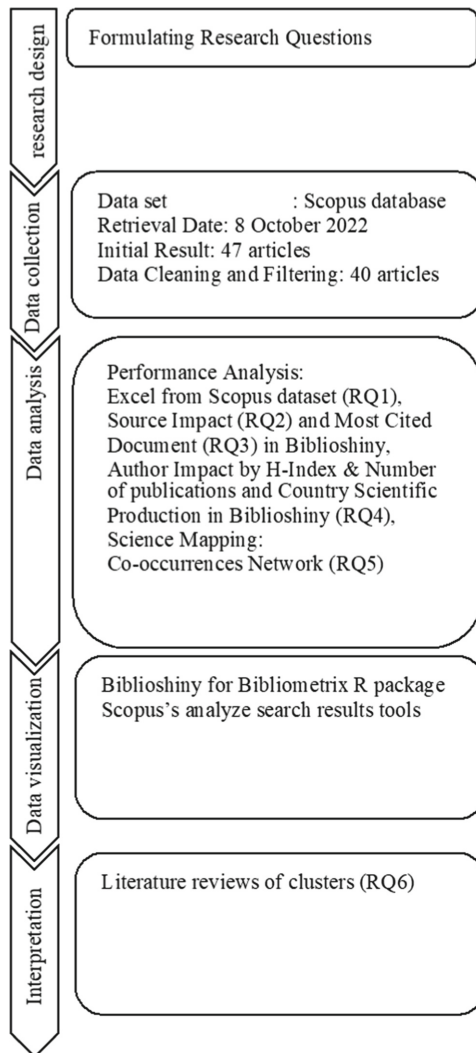 research design
Formulating Research Questions
Data collection
Data set : Scopus database
Retrieval Date: 8 October 2022
Initial Result: 47 articles
Data Cleaning and Filtering: 40 articles
Data analysis
Performance Analysis:
Excel from Scopus dataset (RQ1),
Source Impact (RQ2) and Most Cited
Document (RQ3) in Biblioshiny,
Author Impact by H-Index & Number
of publications and Country Scientific
Production in Biblioshiny (RQ4),
Science Mapping:
Co-occurrences Network (RQ5)
Data visualization
Biblioshiny for Bibliometrix R package
Scopus's analyze search results tools
Interpretation
Literature reviews of clusters (RQ6)